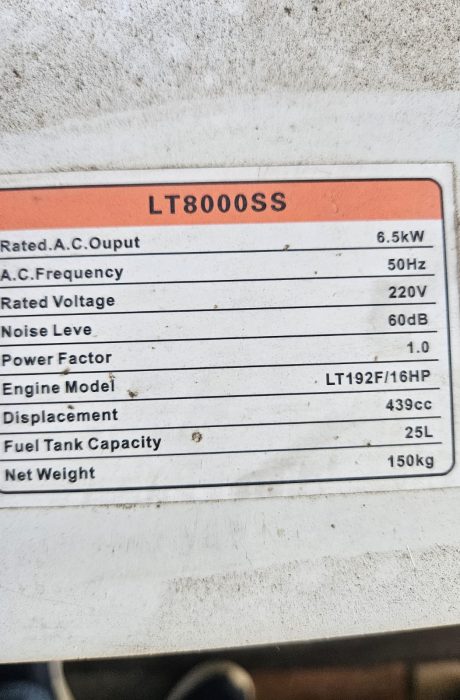 LT8000SS
Rated.A.C.Ouput 6.5kW
A.C.Frequency 50Hz
Rated Voltage 220V
Noise Leve 60dB
Power Factor 1.0
Engine Model LT192F/16HP
Displacement 439cc
Fuel Tank Capacity 25L
Net Weight 150kg